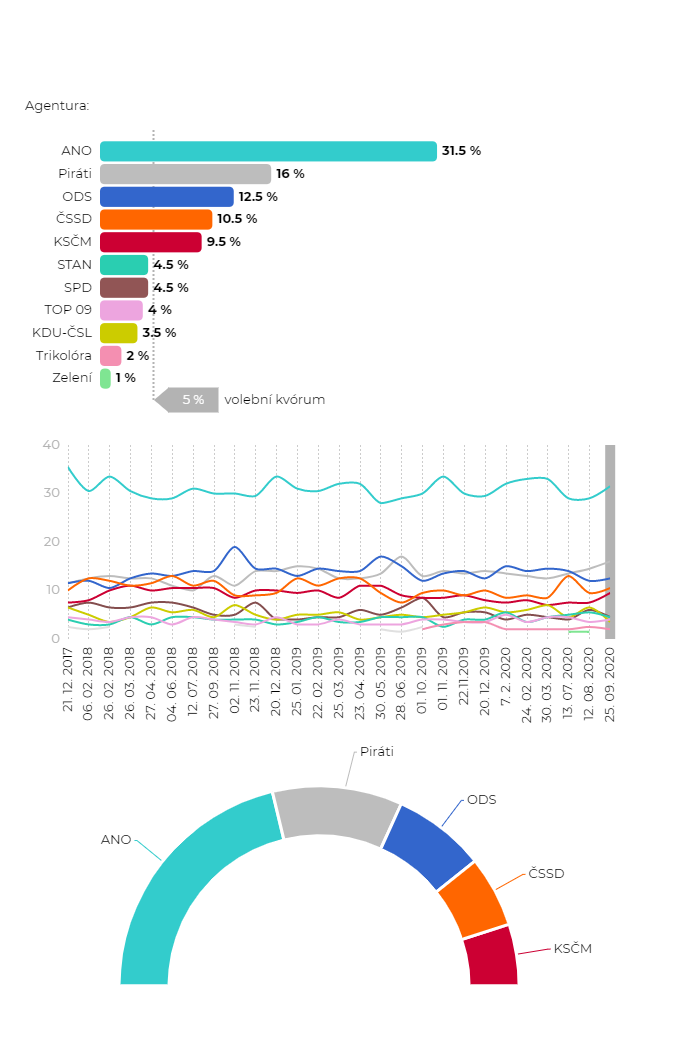 Agentura:
ANO 31.5 %
Piráti 16 %
ODS 12.5 %
ČSSD 10.5 %
KSČM 9.5 %
STAN 4.5 %
SPD 4.5 %
TOP 09 4 %
KDU-ČSL 3.5 %
Trikolóra 2 %
Zelení 1 %
5 % volební kvórum
40
30
20
10
0
21. 12. 2017
06. 02. 2018
26. 02. 2018
26. 03. 2018
27. 04. 2018
04. 06. 2018
12. 07. 2018
27. 09. 2018
02. 11. 2018
23. 11. 2018
20. 12. 2018
25. 01. 2019
22. 02. 2019
25. 03. 2019
23. 04. 2019
30. 05. 2019
28. 06. 2019
01. 10. 2019
01. 11. 2019
22.11.2019
20. 12. 2019
7. 2. 2020
24. 02. 2020
30. 03. 2020
13. 07. 2020
12. 08. 2020
25. 09. 2020
Piráti
ODS
ANO
ČSSD
KSČM